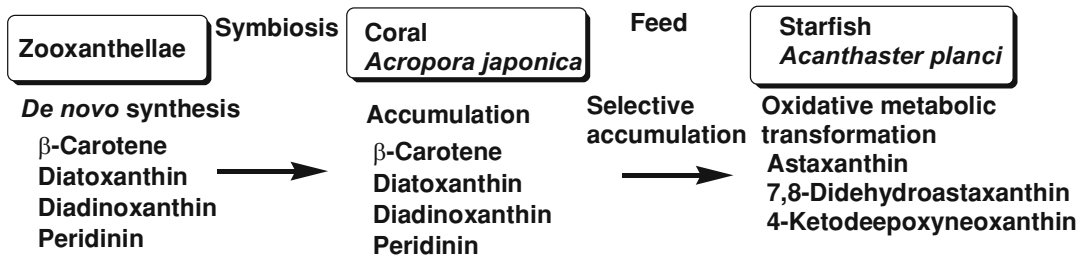 Zooxanthellae
Symbiosis
Coral
Acropora japonica
Feed
Starfish
Acanthaster planci
De novo synthesis
β-Carotene
Diatoxanthin
Diadinoxanthin
Peridinin
Accumulation
β-Carotene
Diatoxanthin
Diadinoxanthin
Peridinin
Selective
accumulation
Oxidative metabolic
transformation
Astaxanthin
7,8-Didehydroastaxanthin
4-Ketodeepoxyneoxanthin